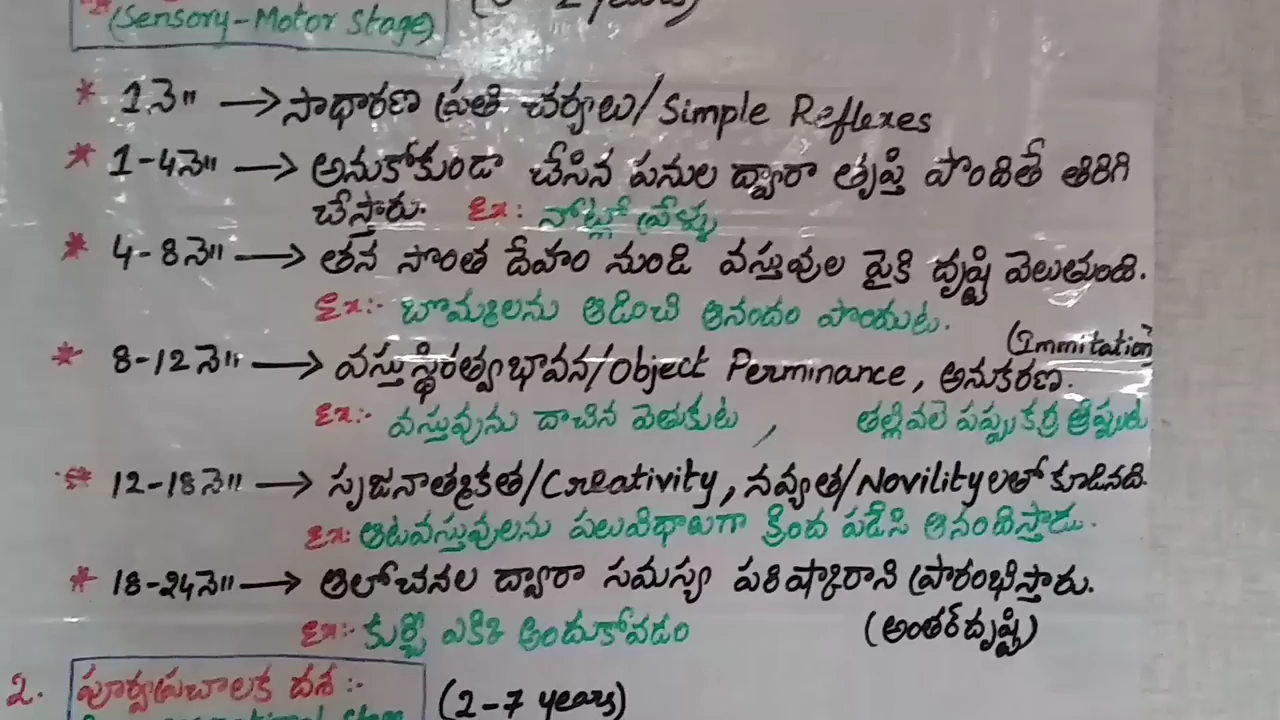 (Sensory-Motor Stage)
* 1నె" → సాధారణ ప్రతి చర్యలు/Simple Reflexes
* 1-4నె॥ → అనుకోకుండా చేసిన పనుల ద్వారా తృప్తి పొందితే తిరిగి
చేస్తారు. Ex: నోట్లో వ్రేళ్ళు
* 4-8నె॥ → తన సొంత దేహం నుండి వస్తువుల పైకి దృష్టి వెలుతుంది.
Ex:- బొమ్మలను ఆడించి ఆనందం పొందుట.
(Immitation)
* 8-12నె॥ → వస్తుస్థిరత్వభావన/Object Perminance, అనుకరణ.
Ex:- వస్తువును దాచిన వెతుకుట , తల్లివలె పప్పుకర్ర త్రిప్పుట
* 12-18నె॥ → సృజనాత్మకత/Creativity, నవ్యత/Novility లతో కూడినది.
Ex: ఆటవస్తువులను పలువిధాలుగా క్రింద పడేసి ఆనందిస్తాడు.
* 18-24నె॥ → ఆలోచనల ద్వారా సమస్య పరిష్కారాని ప్రారంభిస్తారు.
Ex:- కుర్చీ ఎక్కి అందుకోవడం (అంతర్ దృష్టి)
2. పూర్వప్రచాలక దశ :- (2-7 years)